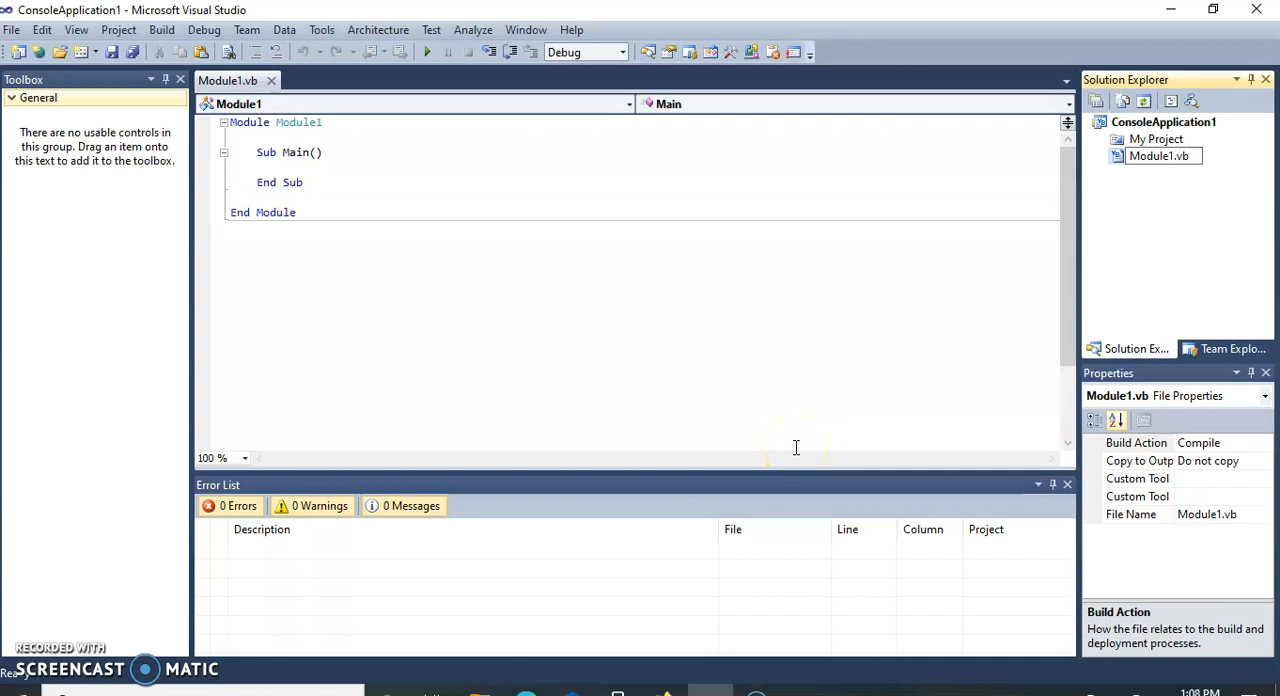 ConsoleApplication1 - Microsoft Visual Studio
File Edit View Project Build Debug Team Data Tools Architecture Test Analyze Window Help
Debug
Toolbox
General
There are no usable controls in
this group. Drag an item onto
this text to add it to the toolbox.
Module1.vb
Module1
Main
Module Module1
Sub Main()
End Sub
End Module
100 %
Error List
0 Errors
0 Warnings
0 Messages
Description File Line Column Project
Solution Explorer
ConsoleApplication1
My Project
Module1.vb
Solution Ex...
Team Explo...
Properties
Module1.vb File Properties
Build Action Compile
Copy to Outp Do not copy
Custom Tool
Custom Tool
File Name Module1.vb
Build Action
How the file relates to the build and
deployment processes.
RECORDED WITH
SCREENCAST MATIC
1:08 PM